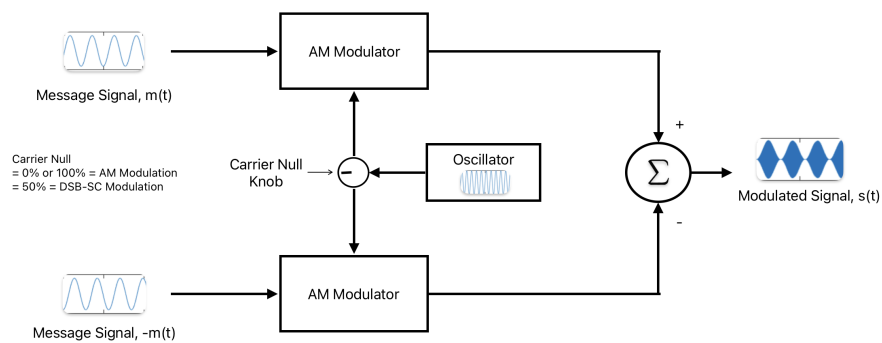 AM Modulator
Message Signal, m(t)
+
Carrier Null
= 0% or 100% = AM Modulation
= 50% = DSB-SC Modulation
Carrier Null
Knob
Oscillator
Σ
Modulated Signal, s(t)
-
AM Modulator
Message Signal, -m(t)